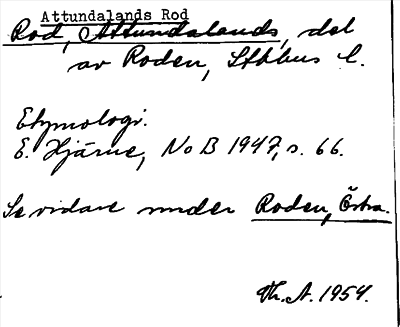 Attundalands Rod
Rod, Attundalands, del
av Roden, Sthlms l.
Etymologi.
E. Hjärne, NoB 1947, s. 66.
Se vidare under Roden, Östra.
Th. A. 1954.